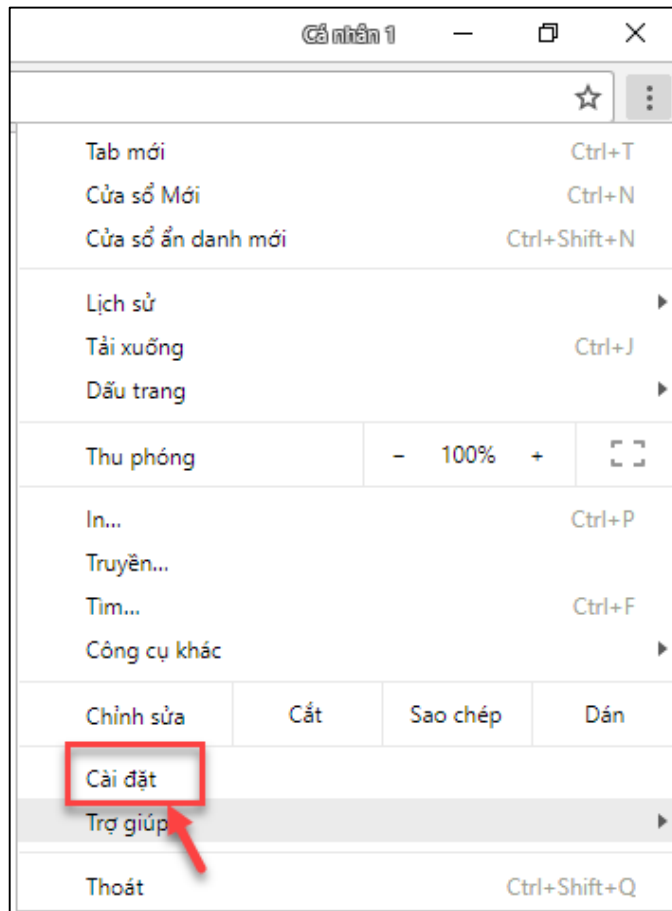 Cá nhân 1
Tab mới Ctrl+T
Cửa sổ Mới Ctrl+N
Cửa sổ ẩn danh mới Ctrl+Shift+N
Lịch sử
Tải xuống Ctrl+J
Dấu trang
Thu phóng − 100% +
In... Ctrl+P
Truyền...
Tìm... Ctrl+F
Công cụ khác
Chỉnh sửa Cắt Sao chép Dán
Cài đặt
Trợ giúp
Thoát Ctrl+Shift+Q